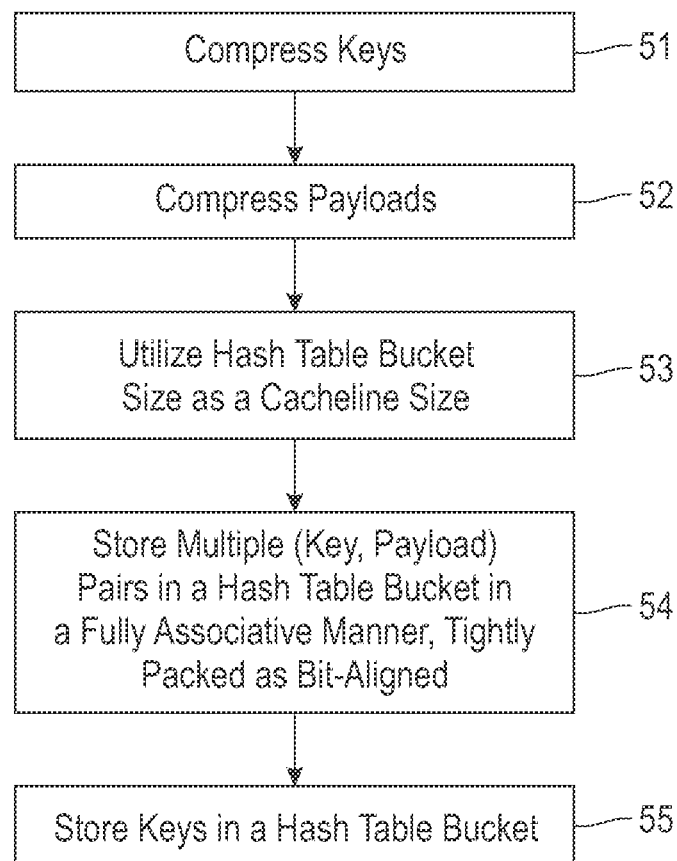 Compress Keys
51
Compress Payloads
52
Utilize Hash Table Bucket
Size as a Cacheline Size
53
Store Multiple (Key, Payload)
Pairs in a Hash Table Bucket in
a Fully Associative Manner, Tightly
Packed as Bit-Aligned
54
Store Keys in a Hash Table Bucket
55